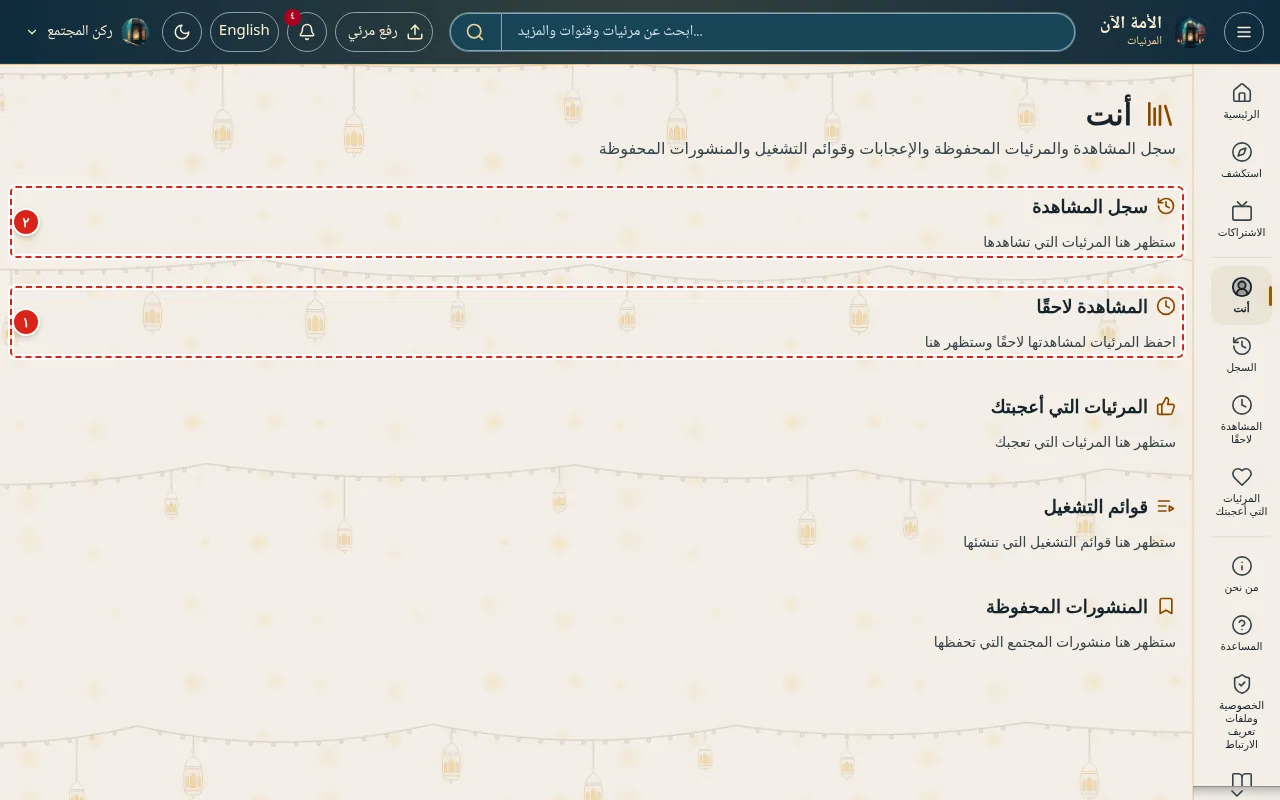 الأمة الآن
المرئيات
ابحث عن مرئيات وقنوات والمزيد...
رفع مرئي
٤
English
ركن المجتمع
الرئيسية
استكشف
الاشتراكات
أنت
السجل
المشاهدة
لاحقًا
المرئيات
التي أعجبتك
من نحن
المساعدة
الخصوصية
وملفات
تعريف
الارتباط
أنت
سجل المشاهدة والمرئيات المحفوظة والإعجابات وقوائم التشغيل والمنشورات المحفوظة
سجل المشاهدة
ستظهر هنا المرئيات التي تشاهدها
٢
المشاهدة لاحقًا
احفظ المرئيات لمشاهدتها لاحقًا وستظهر هنا
١
المرئيات التي أعجبتك
ستظهر هنا المرئيات التي تعجبك
قوائم التشغيل
ستظهر هنا قوائم التشغيل التي تنشئها
المنشورات المحفوظة
ستظهر هنا منشورات المجتمع التي تحفظها